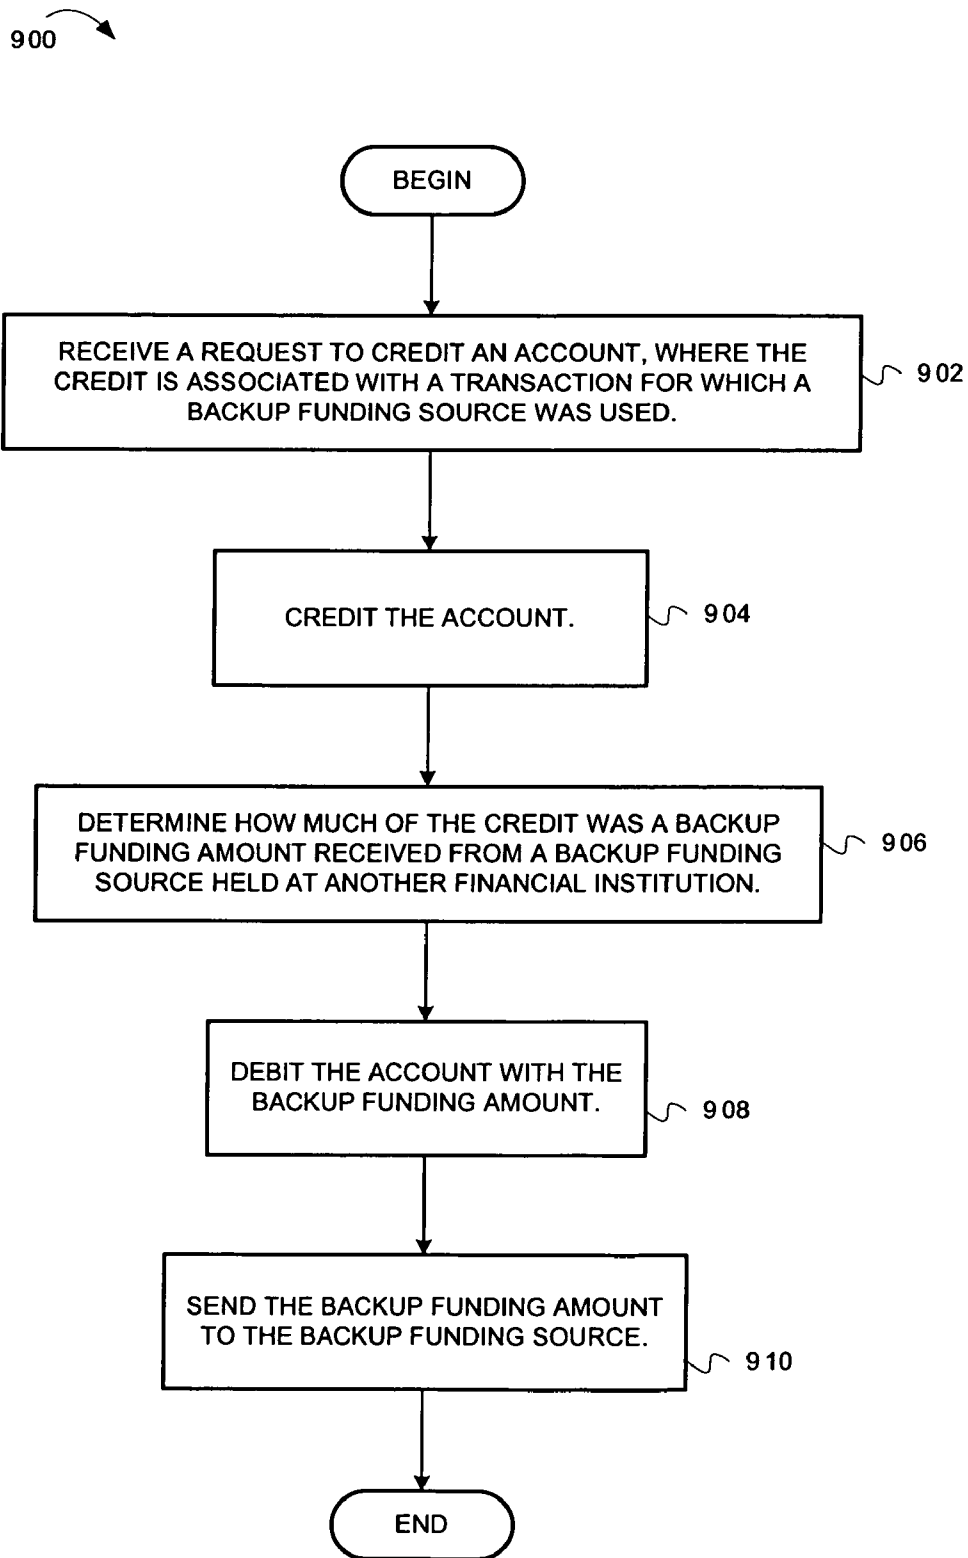 900
BEGIN
RECEIVE A REQUEST TO CREDIT AN ACCOUNT, WHERE THE
CREDIT IS ASSOCIATED WITH A TRANSACTION FOR WHICH A
BACKUP FUNDING SOURCE WAS USED.
902
CREDIT THE ACCOUNT.
904
DETERMINE HOW MUCH OF THE CREDIT WAS A BACKUP
FUNDING AMOUNT RECEIVED FROM A BACKUP FUNDING
SOURCE HELD AT ANOTHER FINANCIAL INSTITUTION.
906
DEBIT THE ACCOUNT WITH THE
BACKUP FUNDING AMOUNT.
908
SEND THE BACKUP FUNDING AMOUNT
TO THE BACKUP FUNDING SOURCE.
910
END